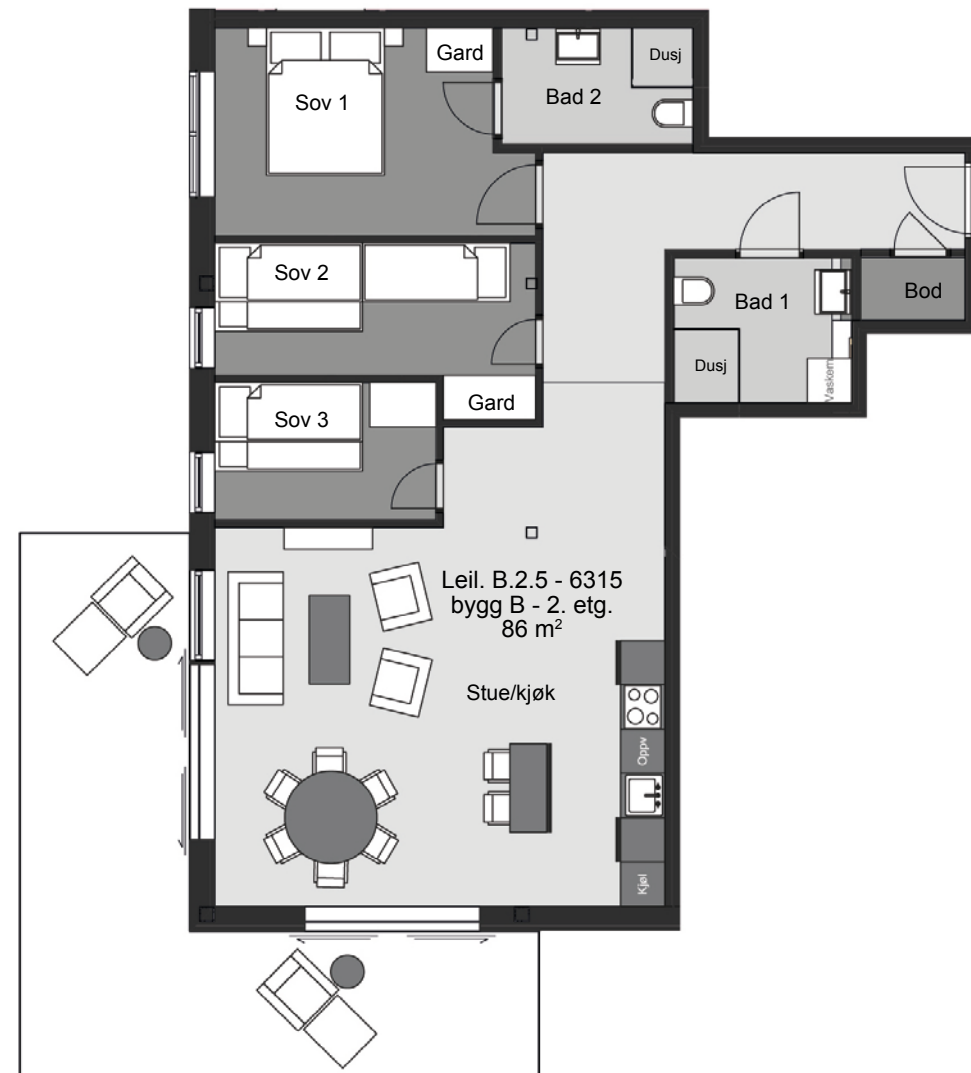 Gard
Dusj
Sov 1
Bad 2
Sov 2
Bad 1
Bod
Dusj
Vaskem
Gard
Sov 3
Leil. B.2.5 - 6315
bygg B - 2. etg.
86 m²
Stue/kjøk
Oppv
Kjøl